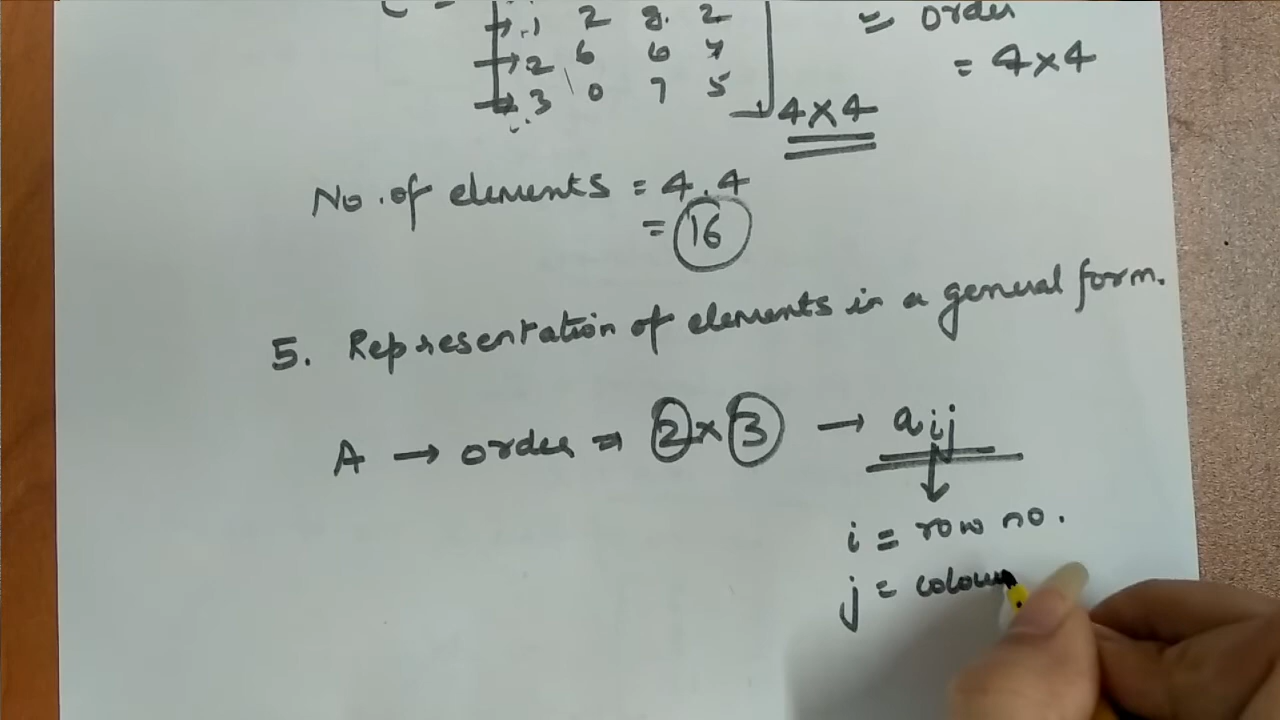 1 2 8 2 = order
2 6 6 7 = 4×4
3 0 7 5
4×4
No. of elements = 4.4
= 16
5. Representation of elements in a general form.
A → order = 2×3 → aij
i = row no.
j = colum